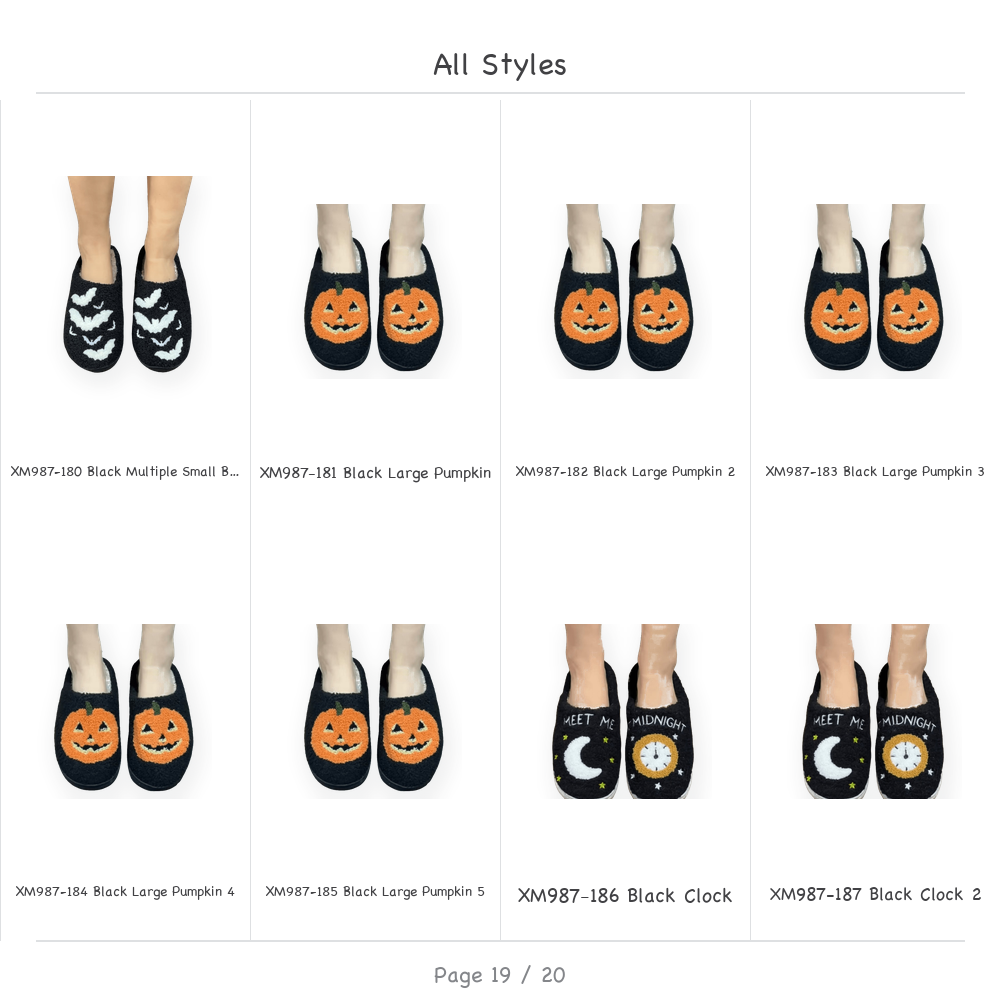 All Styles
XM987-180 Black Multiple Small B...
XM987-181 Black Large Pumpkin
XM987-182 Black Large Pumpkin 2
XM987-183 Black Large Pumpkin 3
MEET ME MIDNIGHT
MEET ME MIDNIGHT
XM987-184 Black Large Pumpkin 4
XM987-185 Black Large Pumpkin 5
XM987-186 Black Clock
XM987-187 Black Clock 2
Page 19 / 20